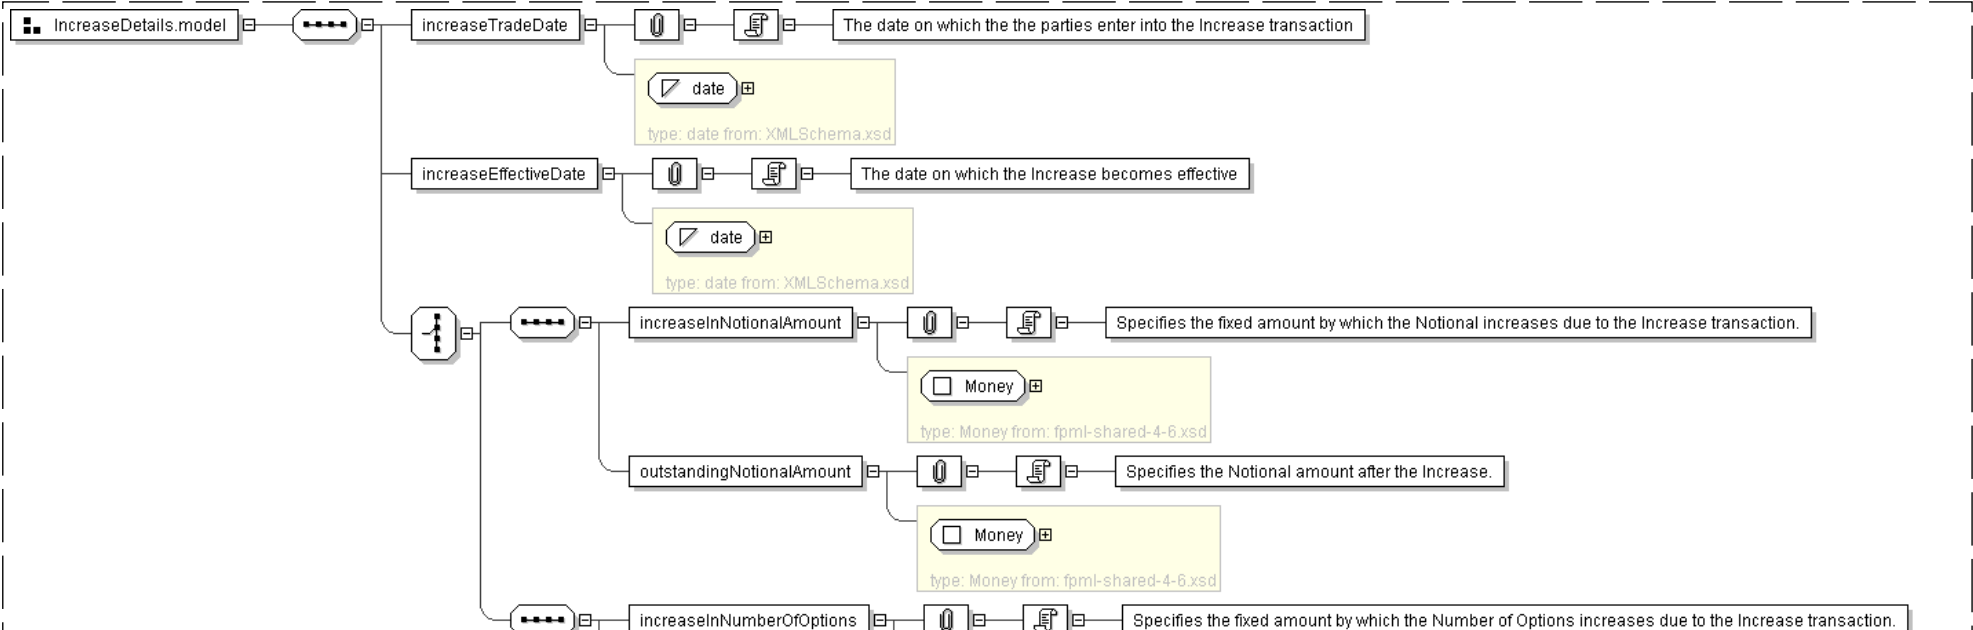 IncreaseDetails.model
increaseTradeDate
The date on which the the parties enter into the Increase transaction
date
type: date from: XMLSchema.xsd
increaseEffectiveDate
The date on which the Increase becomes effective
date
type: date from: XMLSchema.xsd
increaseInNotionalAmount
Specifies the fixed amount by which the Notional increases due to the Increase transaction.
Money
type: Money from: fpml-shared-4-6.xsd
outstandingNotionalAmount
Specifies the Notional amount after the Increase.
Money
type: Money from: fpml-shared-4-6.xsd
increaseInNumberOfOptions
Specifies the fixed amount by which the Number of Options increases due to the Increase transaction.